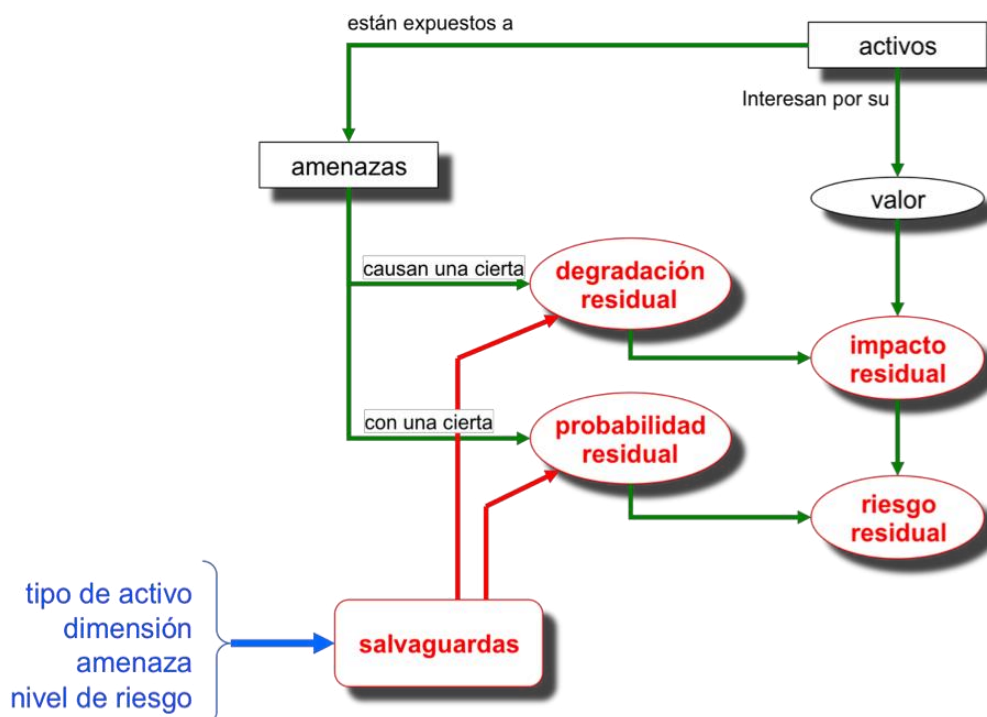 están expuestos a
activos
Interesan por su
amenazas
valor
causan una cierta
degradación
residual
impacto
residual
con una cierta
probabilidad
residual
riesgo
residual
tipo de activo
dimensión
amenaza
nivel de riesgo
salvaguardas